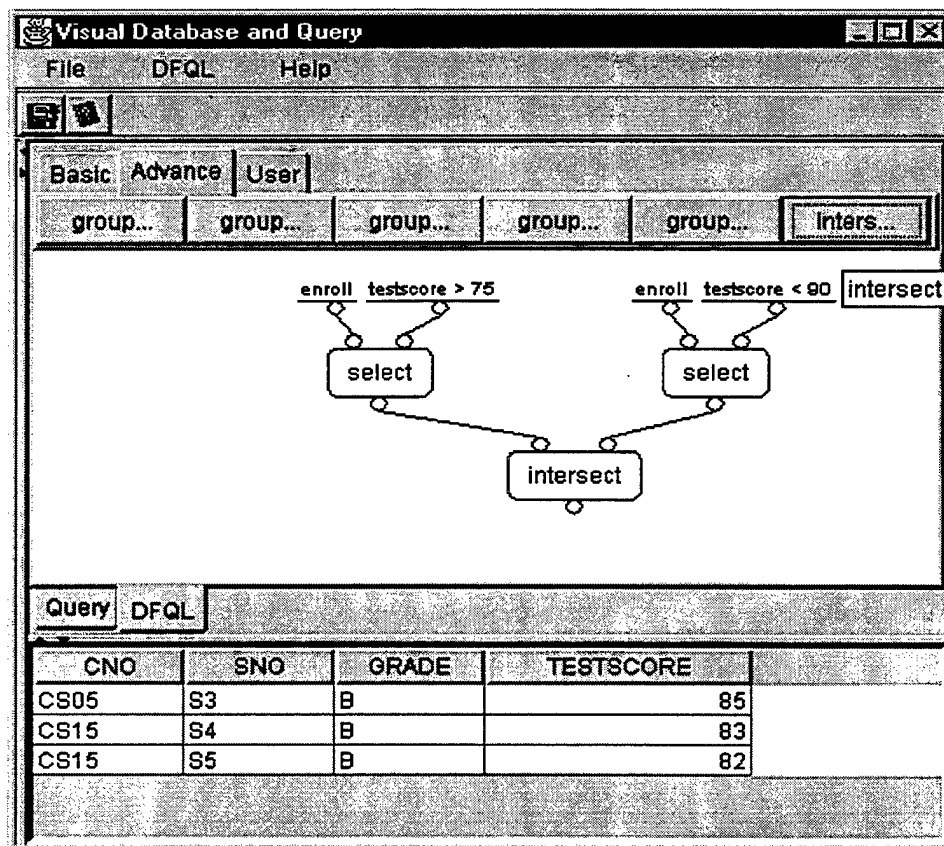 Visual Database and Query
File DFQL Help
Basic Advance User
group... group... group... group... group... Inters...
enroll testscore > 75 enroll testscore < 90 intersect
select select
intersect
Query DFQL
CNO SNO GRADE TESTSCORE
CS05 S3 B 85
CS15 S4 B 83
CS15 S5 B 82